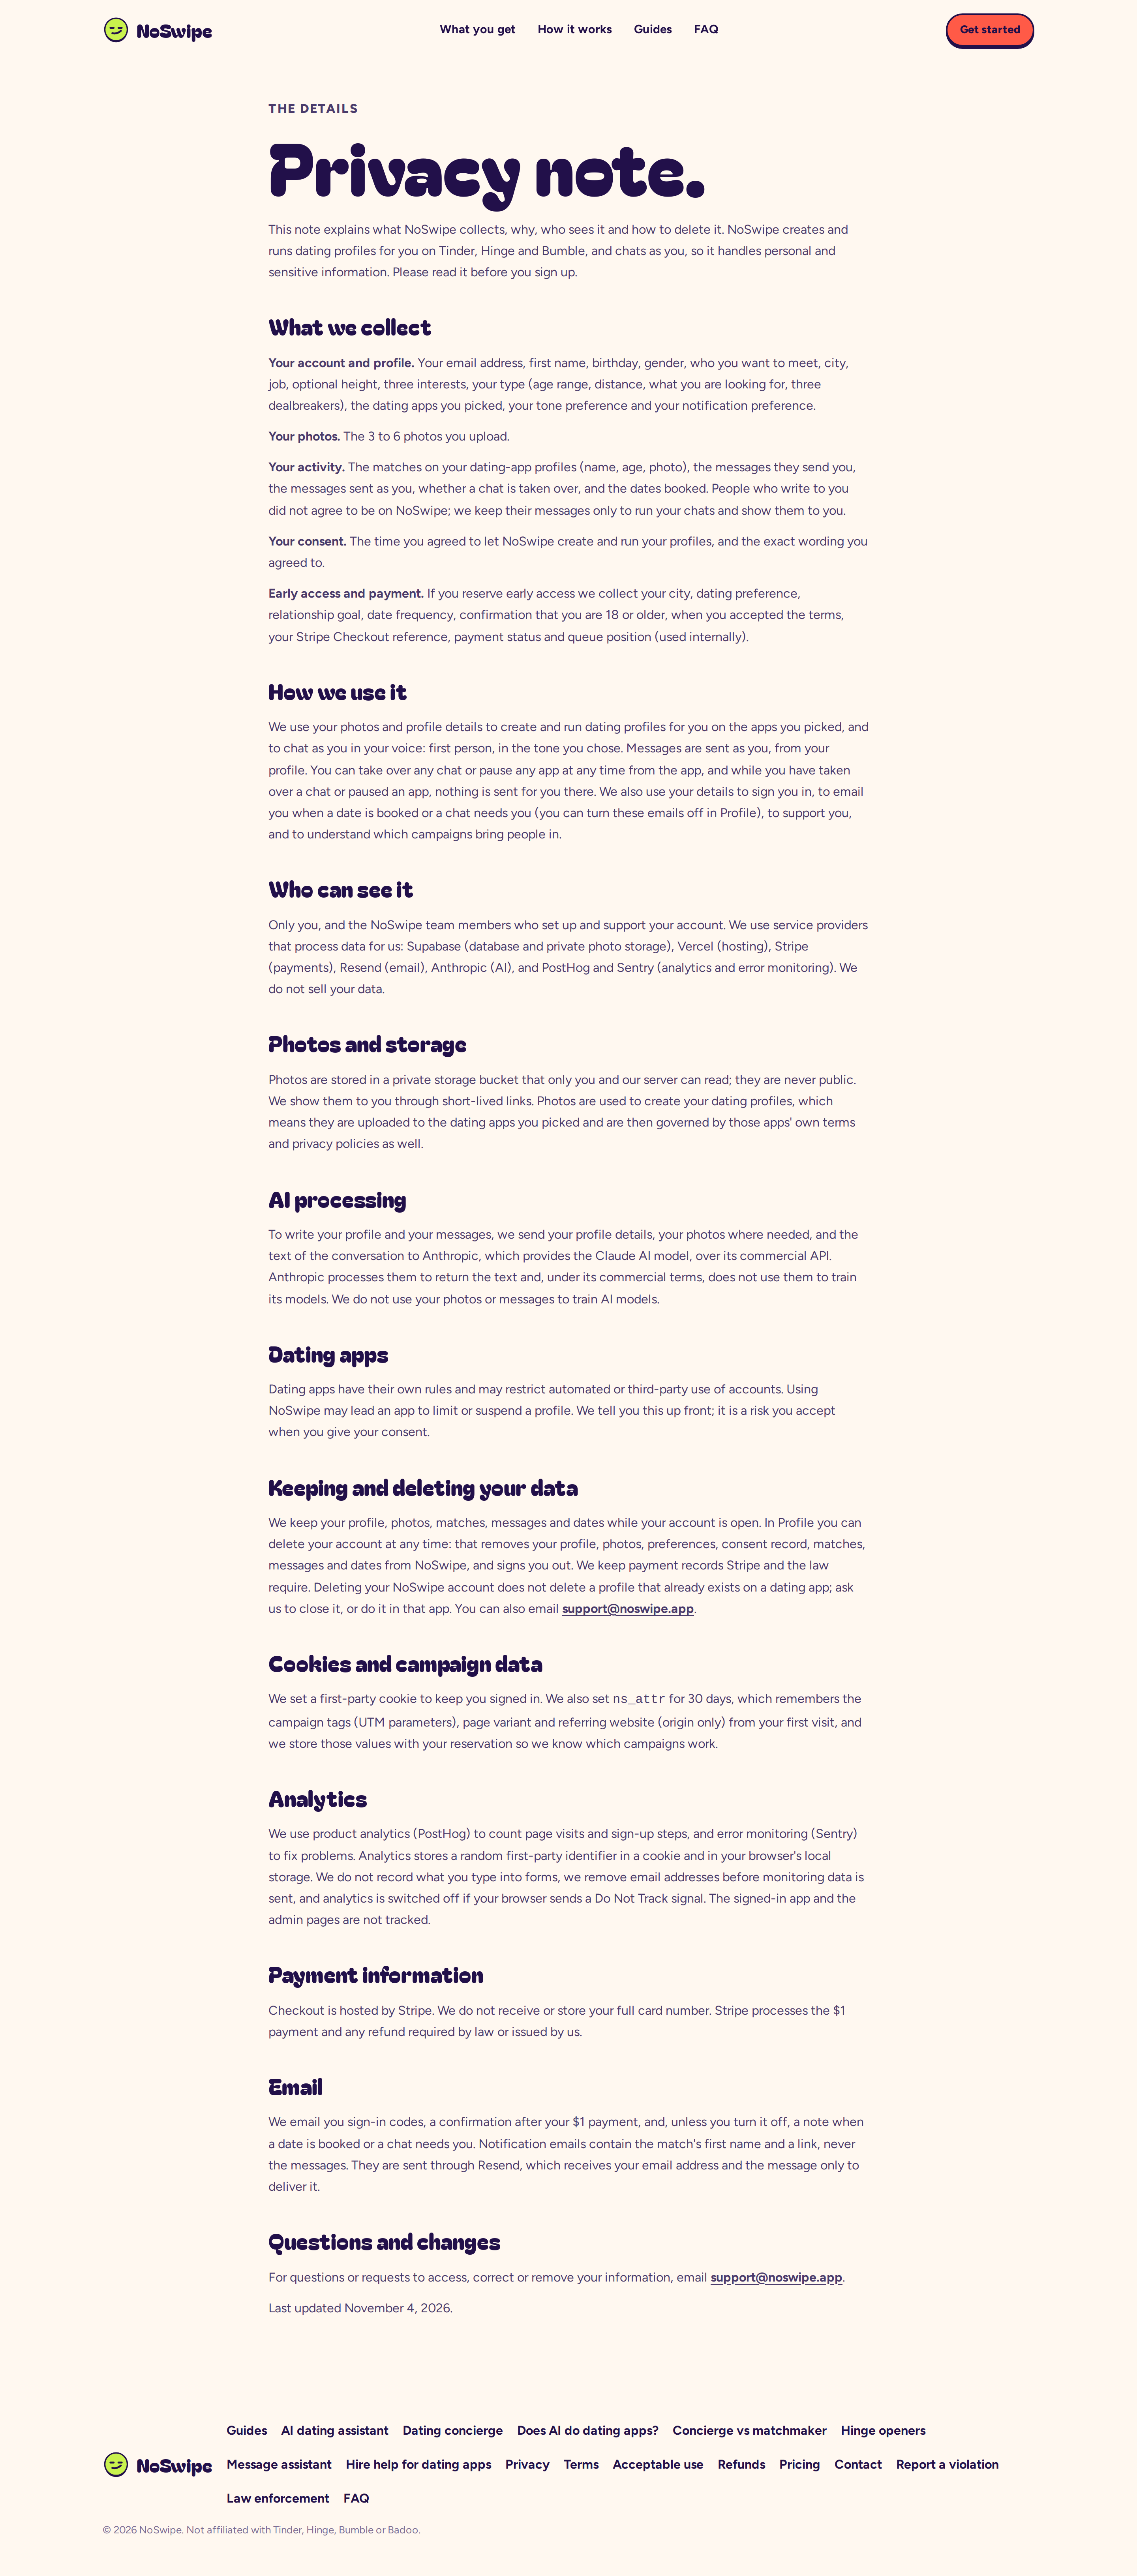 NoSwipe
What you get
How it works
Guides
FAQ
Get started
THE DETAILS
Privacy note.
This note explains what NoSwipe collects, why, who sees it and how to delete it. NoSwipe creates and
runs dating profiles for you on Tinder, Hinge and Bumble, and chats as you, so it handles personal and
sensitive information. Please read it before you sign up.
What we collect
Your account and profile. Your email address, first name, birthday, gender, who you want to meet, city,
job, optional height, three interests, your type (age range, distance, what you are looking for, three
dealbreakers), the dating apps you picked, your tone preference and your notification preference.
Your photos. The 3 to 6 photos you upload.
Your activity. The matches on your dating-app profiles (name, age, photo), the messages they send you,
the messages sent as you, whether a chat is taken over, and the dates booked. People who write to you
did not agree to be on NoSwipe; we keep their messages only to run your chats and show them to you.
Your consent. The time you agreed to let NoSwipe create and run your profiles, and the exact wording you
agreed to.
Early access and payment. If you reserve early access we collect your city, dating preference,
relationship goal, date frequency, confirmation that you are 18 or older, when you accepted the terms,
your Stripe Checkout reference, payment status and queue position (used internally).
How we use it
We use your photos and profile details to create and run dating profiles for you on the apps you picked, and
to chat as you in your voice: first person, in the tone you chose. Messages are sent as you, from your
profile. You can take over any chat or pause any app at any time from the app, and while you have taken
over a chat or paused an app, nothing is sent for you there. We also use your details to sign you in, to email
you when a date is booked or a chat needs you (you can turn these emails off in Profile), to support you,
and to understand which campaigns bring people in.
Who can see it
Only you, and the NoSwipe team members who set up and support your account. We use service providers
that process data for us: Supabase (database and private photo storage), Vercel (hosting), Stripe
(payments), Resend (email), Anthropic (AI), and PostHog and Sentry (analytics and error monitoring). We
do not sell your data.
Photos and storage
Photos are stored in a private storage bucket that only you and our server can read; they are never public.
We show them to you through short-lived links. Photos are used to create your dating profiles, which
means they are uploaded to the dating apps you picked and are then governed by those apps' own terms
and privacy policies as well.
AI processing
To write your profile and your messages, we send your profile details, your photos where needed, and the
text of the conversation to Anthropic, which provides the Claude AI model, over its commercial API.
Anthropic processes them to return the text and, under its commercial terms, does not use them to train
its models. We do not use your photos or messages to train AI models.
Dating apps
Dating apps have their own rules and may restrict automated or third-party use of accounts. Using
NoSwipe may lead an app to limit or suspend a profile. We tell you this up front; it is a risk you accept
when you give your consent.
Keeping and deleting your data
We keep your profile, photos, matches, messages and dates while your account is open. In Profile you can
delete your account at any time: that removes your profile, photos, preferences, consent record, matches,
messages and dates from NoSwipe, and signs you out. We keep payment records Stripe and the law
require. Deleting your NoSwipe account does not delete a profile that already exists on a dating app; ask
us to close it, or do it in that app. You can also email support@noswipe.app.
Cookies and campaign data
We set a first-party cookie to keep you signed in. We also set ns_attr for 30 days, which remembers the
campaign tags (UTM parameters), page variant and referring website (origin only) from your first visit, and
we store those values with your reservation so we know which campaigns work.
Analytics
We use product analytics (PostHog) to count page visits and sign-up steps, and error monitoring (Sentry)
to fix problems. Analytics stores a random first-party identifier in a cookie and in your browser's local
storage. We do not record what you type into forms, we remove email addresses before monitoring data is
sent, and analytics is switched off if your browser sends a Do Not Track signal. The signed-in app and the
admin pages are not tracked.
Payment information
Checkout is hosted by Stripe. We do not receive or store your full card number. Stripe processes the $1
payment and any refund required by law or issued by us.
Email
We email you sign-in codes, a confirmation after your $1 payment, and, unless you turn it off, a note when
a date is booked or a chat needs you. Notification emails contain the match's first name and a link, never
the messages. They are sent through Resend, which receives your email address and the message only to
deliver it.
Questions and changes
For questions or requests to access, correct or remove your information, email support@noswipe.app.
Last updated November 4, 2026.
Guides AI dating assistant Dating concierge Does AI do dating apps? Concierge vs matchmaker Hinge openers
NoSwipe
Message assistant Hire help for dating apps Privacy Terms Acceptable use Refunds Pricing Contact Report a violation
Law enforcement FAQ
© 2026 NoSwipe. Not affiliated with Tinder, Hinge, Bumble or Badoo.